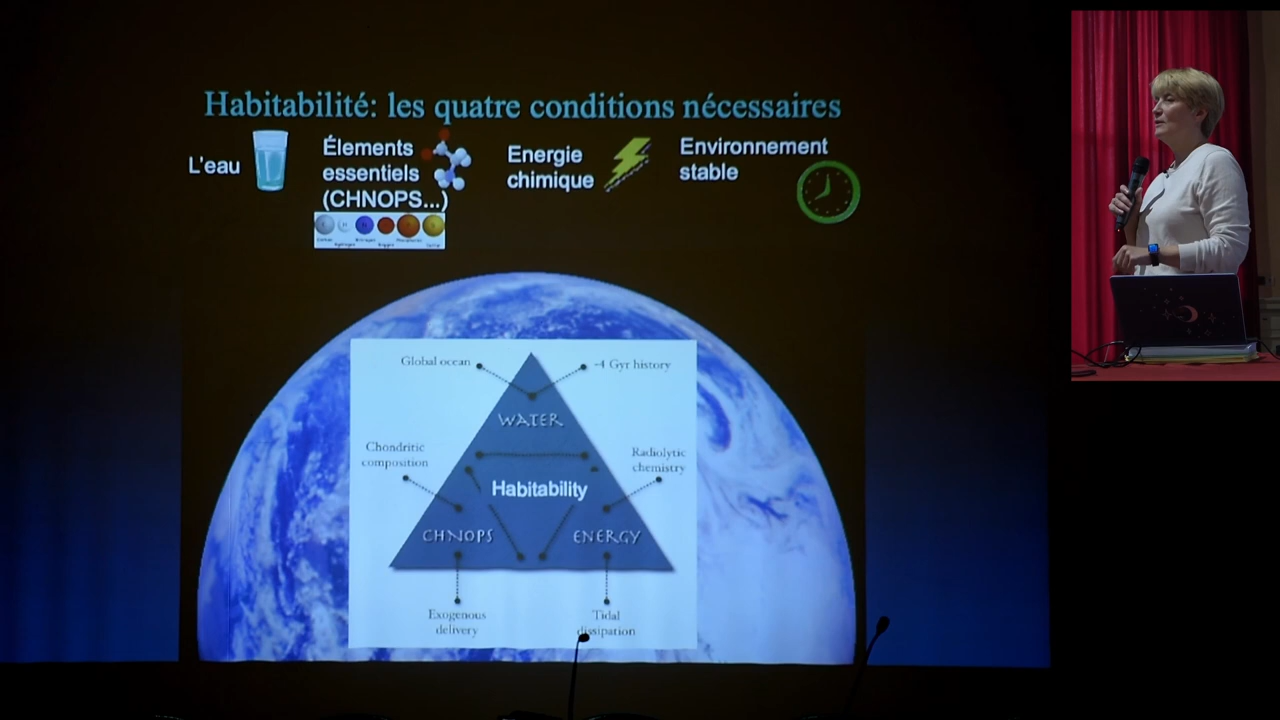 Habitabilité: les quatre conditions nécessaires
L'eau
Élements
essentiels
(CHNOPS...)
Energie
chimique
Environnement
stable
Global ocean
Gyr history
WATER
Chondritic
composition
Radiolytic
chemistry
Habitability
CHNOPS
ENERGY
Exogenous
delivery
Tidal
dissipation